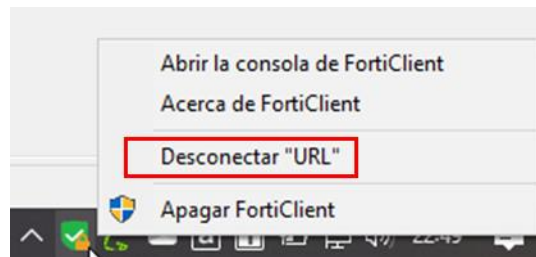 Abrir la consola de FortiClient
Acerca de FortiClient
Desconectar "URL"
Apagar FortiClient
22:45